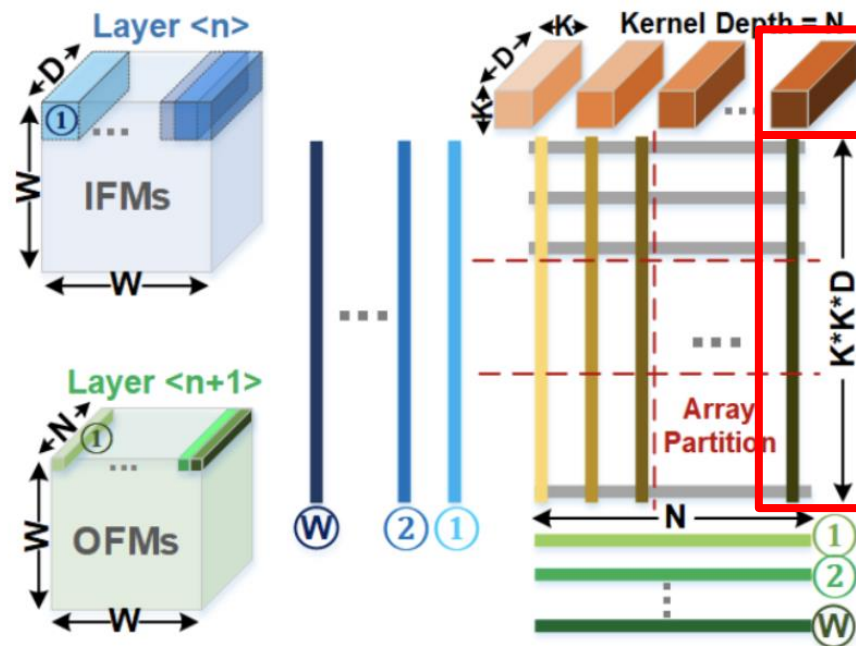 Layer <n>
D
①
W
IFMs
W
Layer <n+1>
N
①
W
OFMs
W
Ⓦ
②
①
K
Kernel Depth = N
D
K
K*K*D
Array
Partition
N
①
②
Ⓦ